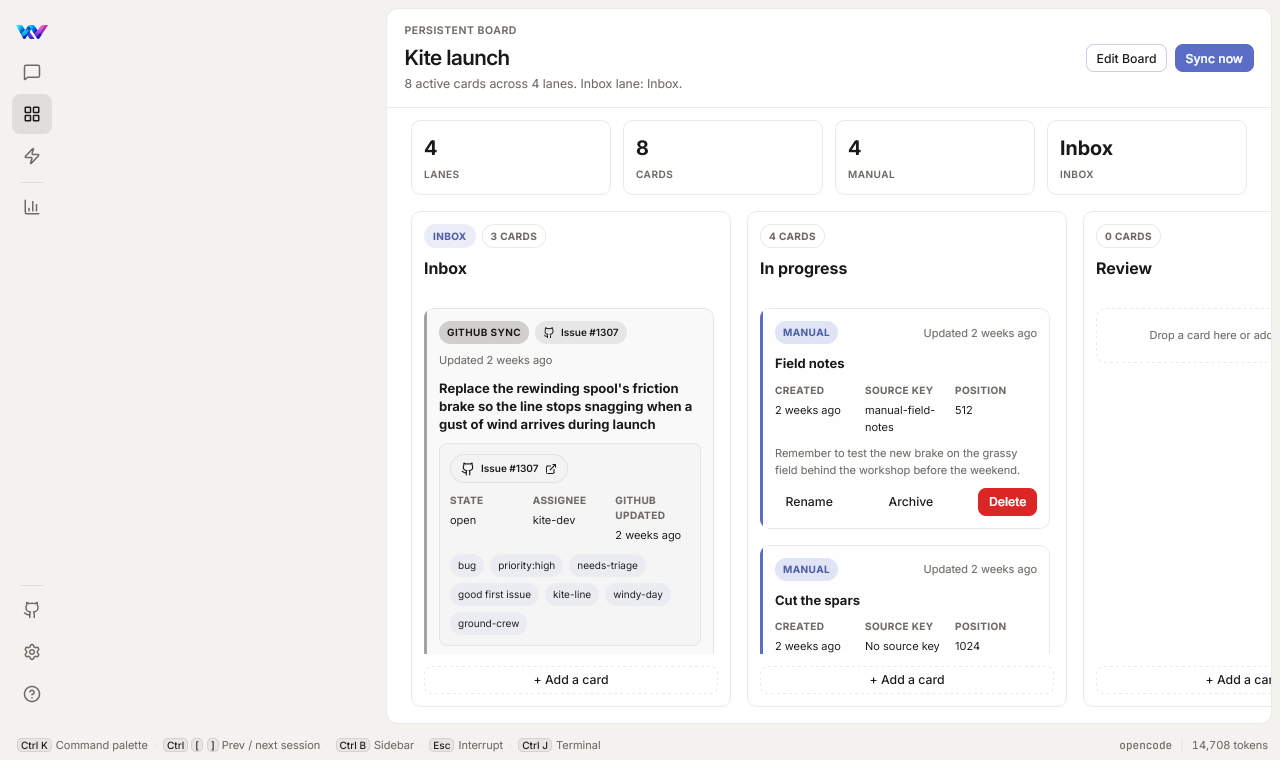 PERSISTENT BOARD
Kite launch
8 active cards across 4 lanes. Inbox lane: Inbox.
Edit Board
Sync now
4
LANES
8
CARDS
4
MANUAL
Inbox
INBOX
INBOX
3 CARDS
Inbox
GITHUB SYNC
Issue #1307
Updated 2 weeks ago
Replace the rewinding spool's friction
brake so the line stops snagging when a
gust of wind arrives during launch
Issue #1307
STATE
open
ASSIGNEE
kite-dev
GITHUB
UPDATED
2 weeks ago
bug
priority:high
needs-triage
good first issue
kite-line
windy-day
ground-crew
+ Add a card
4 CARDS
In progress
MANUAL
Updated 2 weeks ago
Field notes
CREATED
2 weeks ago
SOURCE KEY
manual-field-
notes
POSITION
512
Remember to test the new brake on the grassy
field behind the workshop before the weekend.
Rename
Archive
Delete
MANUAL
Updated 2 weeks ago
Cut the spars
CREATED
2 weeks ago
SOURCE KEY
No source key
POSITION
1024
+ Add a card
0 CARDS
Review
Drop a card here or add
+ Add a car
Ctrl K Command palette
Ctrl [ ] Prev / next session
Ctrl B Sidebar
Esc Interrupt
Ctrl J Terminal
opencode
14,708 tokens